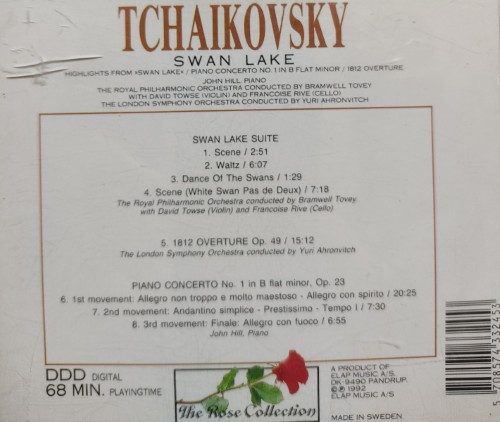 TCHAIKOVSKY
SWAN LAKE
HIGHLIGHTS FROM »SWAN LAKE« / PIANO CONCERTO NO. 1 IN B FLAT MINOR / 1812 OVERTURE
JOHN HILL, PIANO
THE ROYAL PHILHARMONIC ORCHESTRA CONDUCTED BY BRAMWELL TOVEY
WITH DAVID TOWSE (VIOLIN) AND FRANCOISE RIVE (CELLO)
THE LONDON SYMPHONY ORCHESTRA CONDUCTED BY YURI AHRONVITCH
SWAN LAKE SUITE
1. Scene / 2:51
2. Waltz / 6:07
3. Dance Of The Swans / 1:29
4. Scene (White Swan Pas de Deux) / 7:18
The Royal Philharmonic Orchestra conducted by Bramwell Tovey
with David Towse (Violin) and Francoise Rive (Cello)
5. 1812 OVERTURE Op. 49 / 15:12
The London Symphony Orchestra conducted by Yuri Ahronvitch
PIANO CONCERTO No. 1 in B flat minor, Op. 23
6. 1st movement: Allegro non troppo e molto maestoso - Allegro con spirito / 20:25
7. 2nd movement: Andantino simplice - Prestissimo - Tempo I / 7:30
8. 3rd movement: Finale: Allegro con fuoco / 6:55
John Hill, Piano
DDD DIGITAL
68 MIN. PLAYINGTIME
The Rose Collection
A PRODUCT OF
ELAP MUSIC A/S,
DK-9490 PANDRUP.
℗ © 1992
ELAP MUSIC A/S
MADE IN SWEDEN